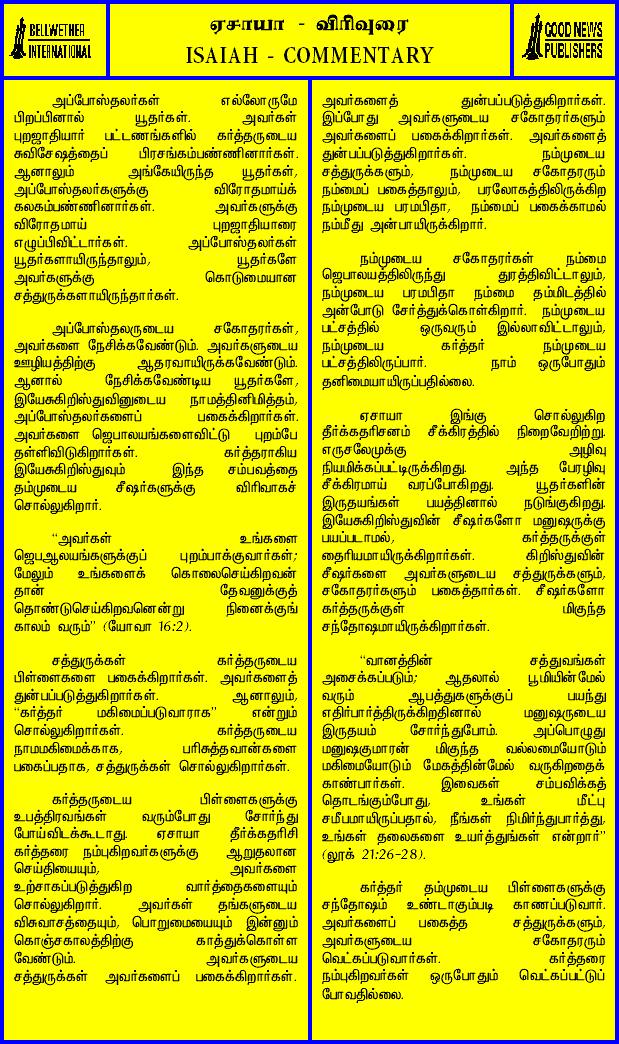 BELLWETHER
INTERNATIONAL
ஏசாயா - விரிவுரை
ISAIAH - COMMENTARY
GOOD NEWS
PUBLISHERS
அப்போஸ்தலர்கள் எல்லோருமே
பிறப்பினால் யூதர்கள். அவர்கள்
புறஜாதியார் பட்டணங்களில் கர்த்தருடைய
சுவிசேஷத்தைப் பிரசங்கம்பண்ணினார்கள்.
ஆனாலும் அங்கேயிருந்த யூதர்கள்,
அப்போஸ்தலர்களுக்கு விரோதமாய்க்
கலகம்பண்ணினார்கள். அவர்களுக்கு
விரோதமாய் புறஜாதியாரை
எழுப்பிவிட்டார்கள். அப்போஸ்தலர்கள்
யூதர்களாயிருந்தாலும், யூதர்களே
அவர்களுக்கு கொடுமையான
சத்துருக்களாயிருந்தார்கள்.
அப்போஸ்தலருடைய சகோதரர்கள்,
அவர்களை நேசிக்கவேண்டும். அவர்களுடைய
ஊழியத்திற்கு ஆதரவாயிருக்கவேண்டும்.
ஆனால் நேசிக்கவேண்டிய யூதர்களே,
இயேசுகிறிஸ்துவினுடைய நாமத்தினிமித்தம்,
அப்போஸ்தலர்களைப் பகைக்கிறார்கள்.
அவர்களை ஜெபாலயங்களைவிட்டு புறம்பே
தள்ளிவிடுகிறார்கள். கர்த்தராகிய
இயேசுகிறிஸ்துவும் இந்த சம்பவத்தை
தம்முடைய சீஷர்களுக்கு விரிவாகச்
சொல்லுகிறார்.
“அவர்கள் உங்களை
ஜெபஆலயங்களுக்குப் புறம்பாக்குவார்கள்;
மேலும் உங்களைக் கொலைசெய்கிறவன்
தான் தேவனுக்குத்
தொண்டுசெய்கிறவனென்று நினைக்குங்
காலம் வரும்” (யோவா 16:2).
சத்துருக்கள் கர்த்தருடைய
பிள்ளைகளை பகைக்கிறார்கள். அவர்களைத்
துன்பப்படுத்துகிறார்கள். ஆனாலும்,
“கர்த்தர் மகிமைப்படுவாராக” என்றும்
சொல்லுகிறார்கள். கர்த்தருடைய
நாமமகிமைக்காக, பரிசுத்தவான்களை
பகைப்பதாக, சத்துருக்கள் சொல்லுகிறார்கள்.
கர்த்தருடைய பிள்ளைகளுக்கு
உபத்திரவங்கள் வரும்போது சோர்ந்து
போய்விடக்கூடாது. ஏசாயா தீர்க்கதரிசி
கர்த்தரை நம்புகிறவர்களுக்கு ஆறுதலான
செய்தியையும், அவர்களை
உற்சாகப்படுத்துகிற வார்த்தைகளையும்
சொல்லுகிறார். அவர்கள் தங்களுடைய
விசுவாசத்தையும், பொறுமையையும் இன்னும்
கொஞ்சகாலத்திற்கு காத்துக்கொள்ள
வேண்டும். அவர்களுடைய
சத்துருக்கள் அவர்களைப் பகைக்கிறார்கள்.
அவர்களைத் துன்பப்படுத்துகிறார்கள்.
இப்போது அவர்களுடைய சகோதரர்களும்
அவர்களைப் பகைக்கிறார்கள். அவர்களைத்
துன்பப்படுத்துகிறார்கள். நம்முடைய
சத்துருக்களும், நம்முடைய சகோதரரும்
நம்மைப் பகைத்தாலும், பரலோகத்திலிருக்கிற
நம்முடைய பரமபிதா, நம்மைப் பகைக்காமல்
நம்மீது அன்பாயிருக்கிறார்.
நம்முடைய சகோதரர்கள் நம்மை
ஜெபாலயத்திலிருந்து துரத்திவிட்டாலும்,
நம்முடைய பரமபிதா நம்மை தம்மிடத்தில்
அன்போடு சேர்த்துக்கொள்கிறார். நம்முடைய
பட்சத்தில் ஒருவரும் இல்லாவிட்டாலும்,
நம்முடைய கர்த்தர் நம்முடைய
பட்சத்திலிருப்பார். நாம் ஒருபோதும்
தனிமையாயிருப்பதில்லை.
ஏசாயா இங்கு சொல்லுகிற
தீர்க்கதரிசனம் சீக்கிரத்தில் நிறைவேறிற்று.
எருசலேமுக்கு அழிவு
நியமிக்கப்பட்டிருக்கிறது. அந்த பேரழிவு
சீக்கிரமாய் வரப்போகிறது. யூதர்களின்
இருதயங்கள் பயத்தினால் நடுங்குகிறது.
இயேசுகிறிஸ்துவின் சீஷர்களோ மனுஷருக்கு
பயப்படாமல், கர்த்தருக்குள்
தைரியமாயிருக்கிறார்கள். கிறிஸ்துவின்
சீஷர்களை அவர்களுடைய சத்துருக்களும்,
சகோதரர்களும் பகைத்தார்கள். சீஷர்களோ
கர்த்தருக்குள் மிகுந்த
சந்தோஷமாயிருக்கிறார்கள்.
“வானத்தின் சத்துவங்கள்
அசைக்கப்படும்; ஆதலால் பூமியின்மேல்
வரும் ஆபத்துகளுக்குப் பயந்து
எதிர்பார்த்திருக்கிறதினால் மனுஷருடைய
இருதயம் சோர்ந்துபோம். அப்பொழுது
மனுஷகுமாரன் மிகுந்த வல்லமையோடும்
மகிமையோடும் மேகத்தின்மேல் வருகிறதைக்
காண்பார்கள். இவைகள் சம்பவிக்கத்
தொடங்கும்போது, உங்கள் மீட்பு
சமீபமாயிருப்பதால், நீங்கள் நிமிர்ந்துபார்த்து,
உங்கள் தலைகளை உயர்த்துங்கள் என்றார்”
(லூக் 21:26-28).
கர்த்தர் தம்முடைய பிள்ளைகளுக்கு
சந்தோஷம் உண்டாகும்படி காணப்படுவார்.
அவர்களைப் பகைத்த சத்துருக்களும்,
அவர்களுடைய சகோதரரும்
வெட்கப்படுவார்கள். கர்த்தரை
நம்புகிறவர்கள் ஒருபோதும் வெட்கப்பட்டுப்
போவதில்லை.